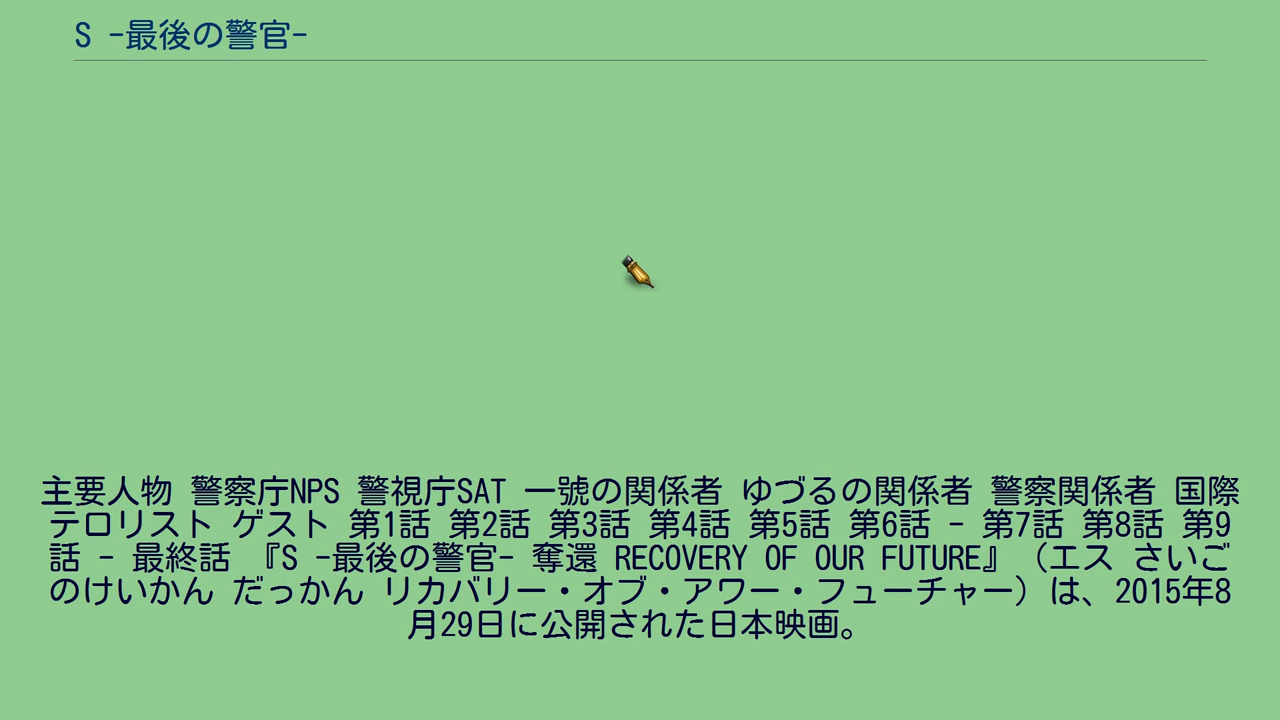 S -最後の警官-
主要人物 警察庁NPS 警視庁SAT 一號の関係者 ゆづるの関係者 警察関係者 国際
テロリスト ゲスト 第1話 第2話 第3話 第4話 第5話 第6話 - 第7話 第8話 第9
話 - 最終話 『S -最後の警官- 奪還 RECOVERY OF OUR FUTURE』（エス さいご
のけいかん だっかん リカバリー・オブ・アワー・フューチャー）は、2015年8
月29日に公開された日本映画。